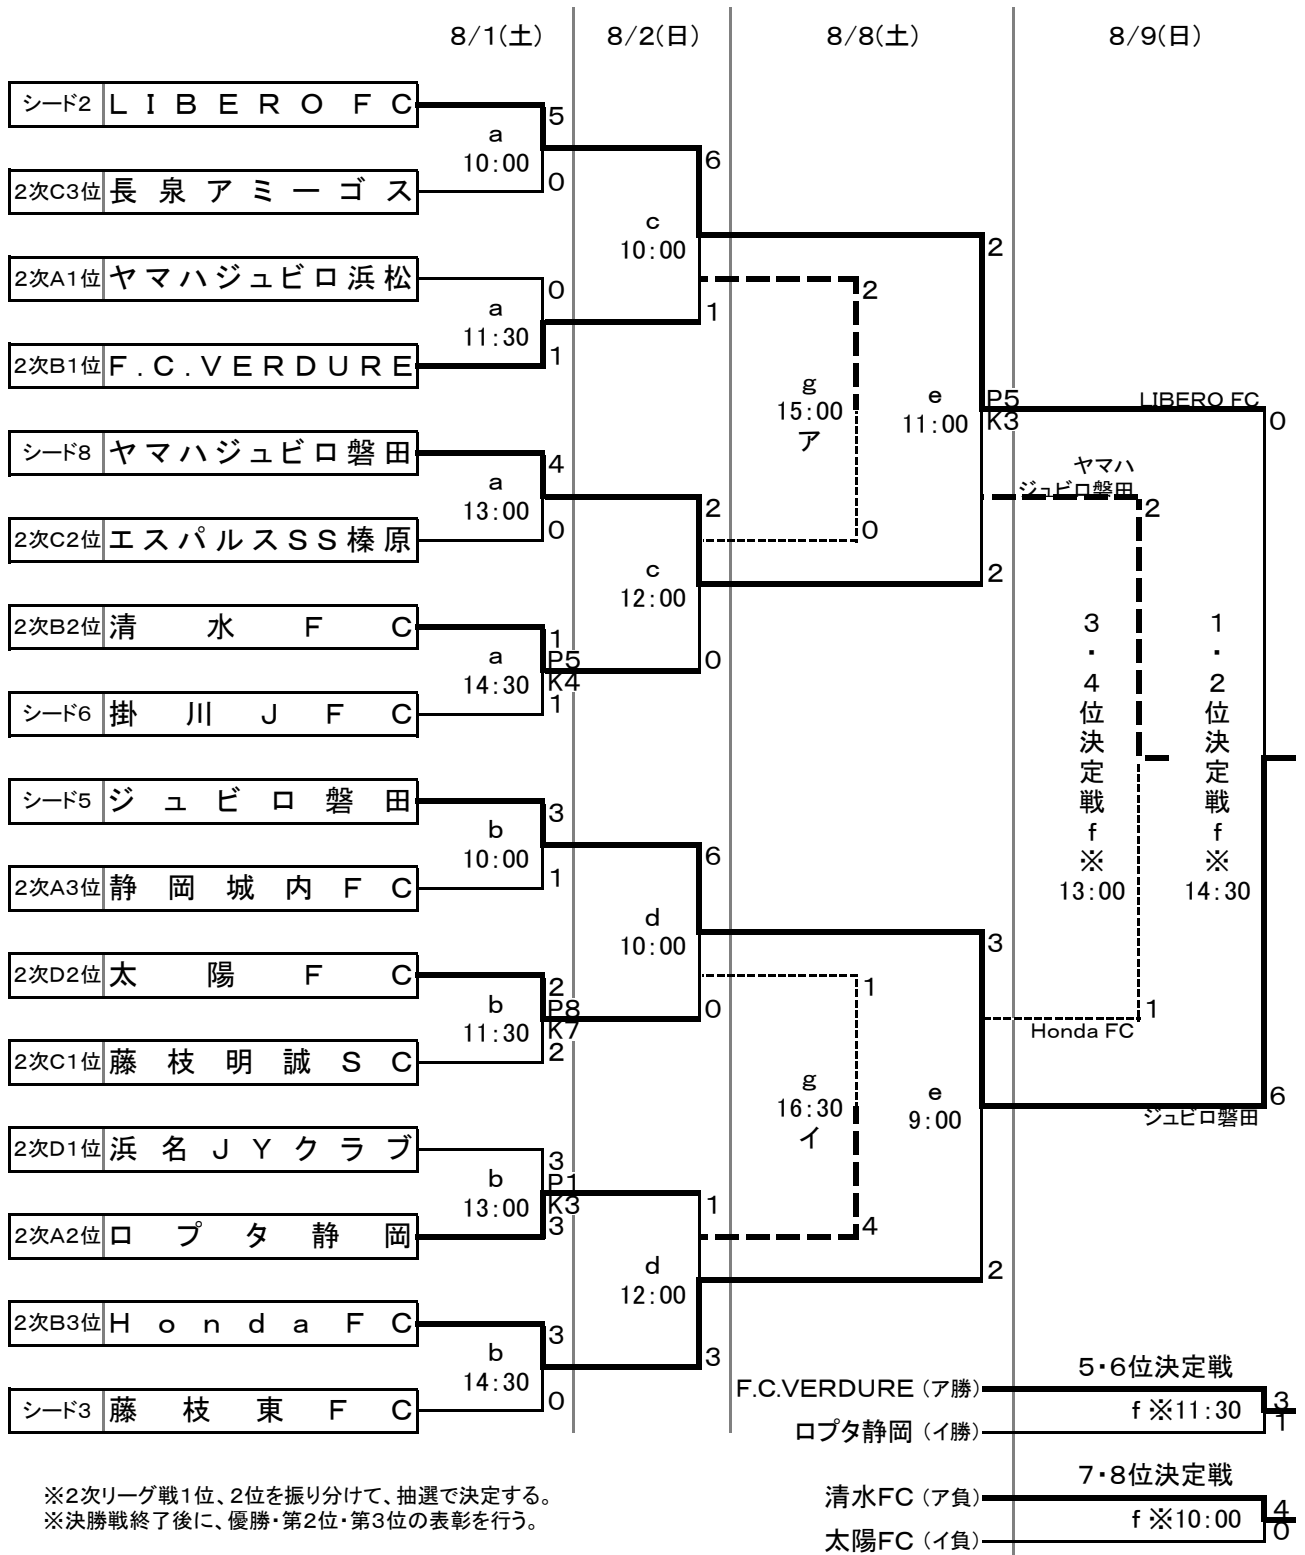 8/1(土) 8/2(日) 8/8(土) 8/9(日)
シード2 LIBERO FC 5
a
10:00
6
2次C3位 長泉アミーゴス 0
c
10:00
2
2次A1位 ヤマハジュビロ浜松 0
2
a
11:30
1
2次B1位 F.C.VERDURE 1
g
15:00
ア
e
11:00
P5
K3
LIBERO FC
0
シード8 ヤマハジュビロ磐田 4
ヤマハ
ジュビロ磐田
2
a
13:00
2
2次C2位 エスパルスSS榛原 0
0
c
12:00
2
2次B2位 清水FC 1
a
14:30
P5
K4
0
シード6 掛川JFC 1
3・4位決定戦f※
13:00
1・2位決定戦f※
14:30
シード5 ジュビロ磐田 3
b
10:00
6
2次A3位 静岡城内FC 1
d
10:00
3
2次D2位 太陽FC 2
1
b
11:30
P8
K7
0
1
Honda FC
2次C1位 藤枝明誠SC 2
g
16:30
イ
e
9:00
6
ジュビロ磐田
2次D1位 浜名JYクラブ 3
b
13:00
P1
K3
1
2次A2位 ロプタ静岡 3
4
d
12:00
2
2次B3位 HondaFC 3
b
14:30
3
シード3 藤枝東FC 0
5・6位決定戦
F.C.VERDURE (ア勝) 3
f ※11:30
ロプタ静岡 (イ勝) 1
7・8位決定戦
清水FC (ア負) 4
f ※10:00
太陽FC (イ負) 0
※2次リーグ戦1位、2位を振り分けて、抽選で決定する。
※決勝戦終了後に、優勝・第2位・第3位の表彰を行う。